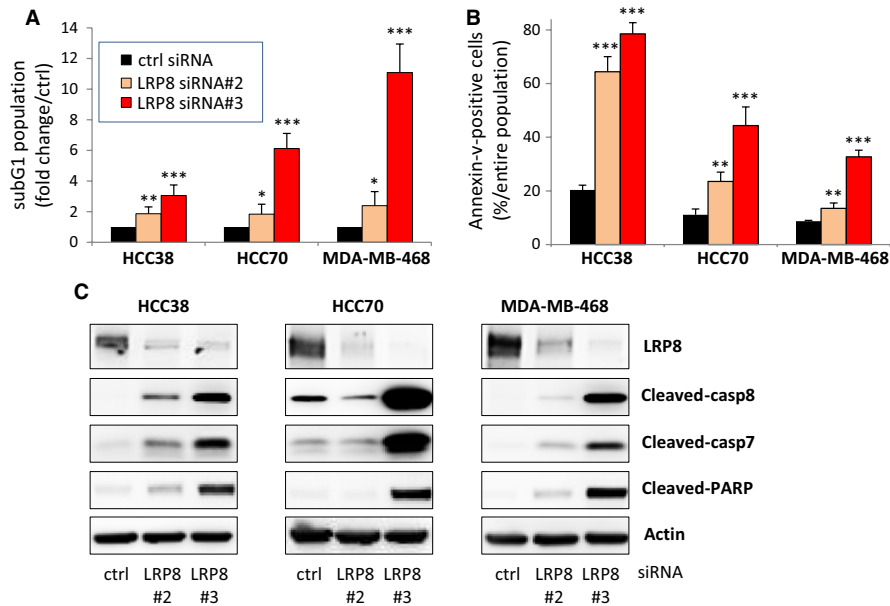 A
subG1 population
(fold change/ctrl)
14
12
10
8
6
4
2
0
ctrl siRNA
LRP8 siRNA#2
LRP8 siRNA#3
** ***
* ***
* ***
HCC38 HCC70 MDA-MB-468
B
Annexin-v-positive cells
(%/entire population)
80
60
40
20
0
*** ***
** ***
** ***
HCC38 HCC70 MDA-MB-468
C
HCC38 HCC70 MDA-MB-468
LRP8
Cleaved-casp8
Cleaved-casp7
Cleaved-PARP
Actin
ctrl LRP8 LRP8 ctrl LRP8 LRP8 ctrl LRP8 LRP8 siRNA
#2 #3 #2 #3 #2 #3